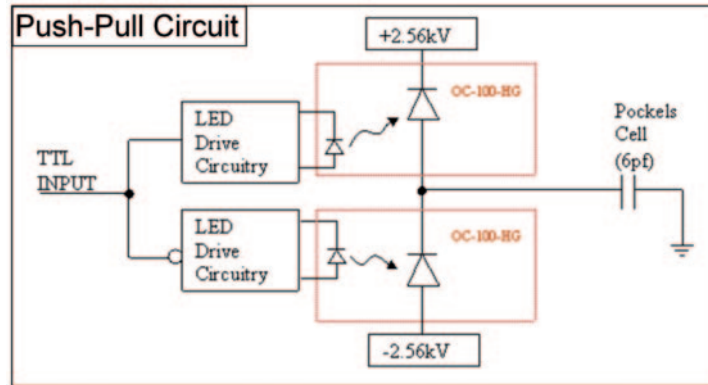 Push-Pull Circuit
+2.56kV
OC-100-HG
LED
Drive
Circuitry
Pockels
Cell
(6pf)
TTL
INPUT
LED
Drive
Circuitry
OC-100-HG
-2.56kV